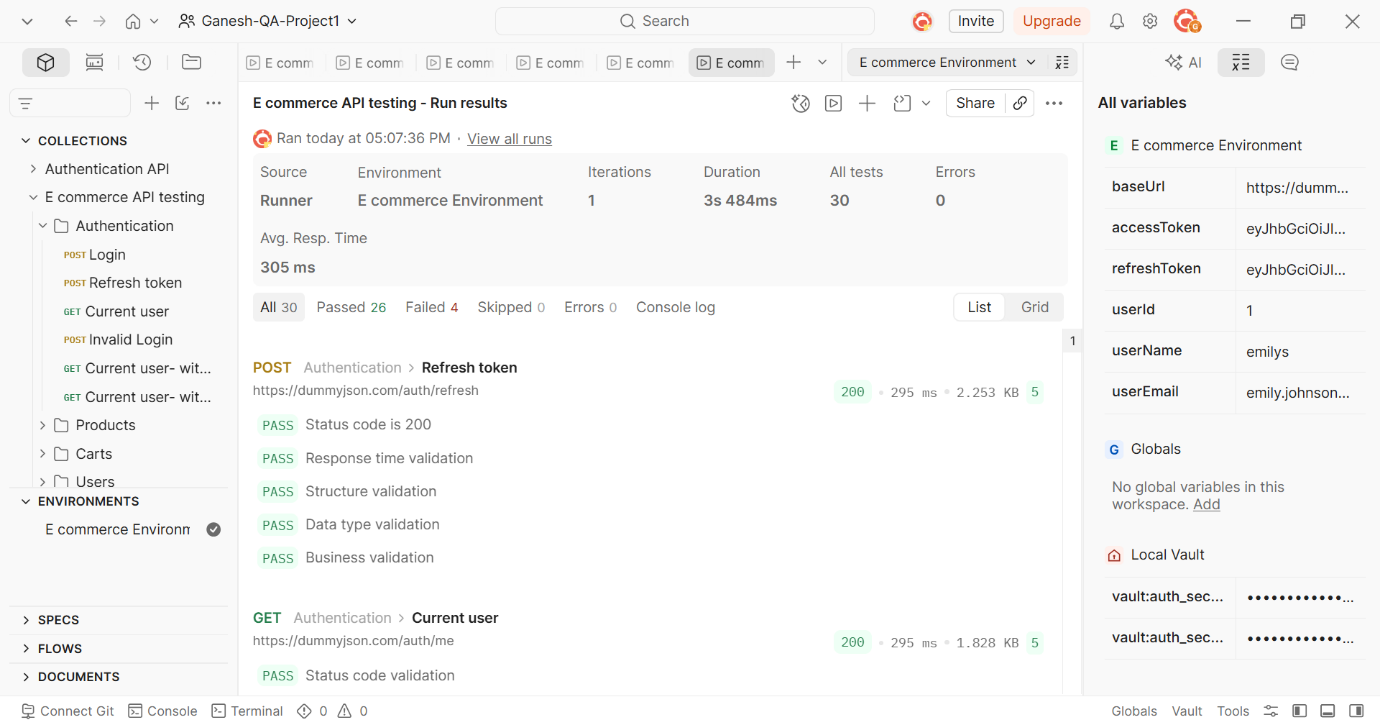 Ganesh-QA-Project1
Search
Invite
Upgrade
E comm
E comm
E comm
E comm
E comm
E comm
E commerce Environment
AI
COLLECTIONS
Authentication API
E commerce API testing
Authentication
POST Login
POST Refresh token
GET Current user
POST Invalid Login
GET Current user- wit...
GET Current user- wit...
Products
Carts
Users
ENVIRONMENTS
E commerce Environm
SPECS
FLOWS
DOCUMENTS
E commerce API testing - Run results
Share
Ran today at 05:07:36 PM · View all runs
Source Environment Iterations Duration All tests Errors
Runner E commerce Environment 1 3s 484ms 30 0
Avg. Resp. Time
305 ms
All 30 Passed 26 Failed 4 Skipped 0 Errors 0 Console log List Grid
1
POST Authentication > Refresh token
https://dummyjson.com/auth/refresh
200 • 295 ms • 2.253 KB 5
PASS Status code is 200
PASS Response time validation
PASS Structure validation
PASS Data type validation
PASS Business validation
GET Authentication > Current user
https://dummyjson.com/auth/me
200 • 295 ms • 1.828 KB 5
PASS Status code validation
All variables
E E commerce Environment
baseUrl https://dumm...
accessToken eyJhbGciOiJI...
refreshToken eyJhbGciOiJI...
userId 1
userName emilys
userEmail emily.johnson...
G Globals
No global variables in this
workspace. Add
Local Vault
vault:auth_sec... ••••••••••••...
vault:auth_sec... ••••••••••••...
Connect Git Console Terminal 0 0
Globals Vault Tools